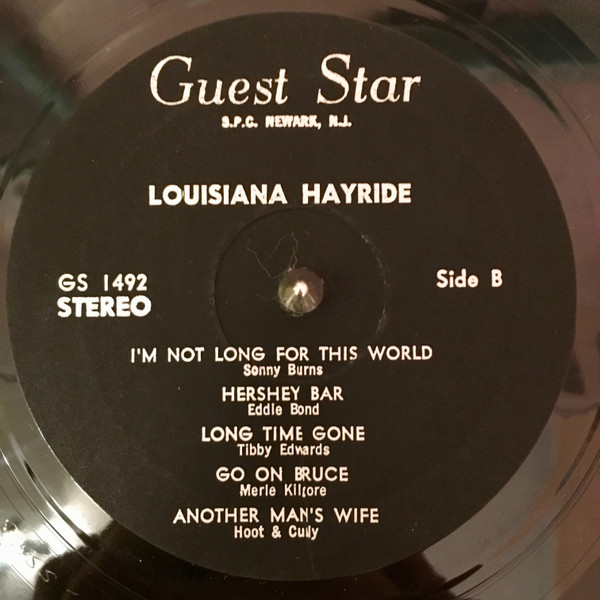 Guest Star
S.P.C. NEWARK, N.J.
LOUISIANA HAYRIDE
GS 1492
STEREO
Side B
I'M NOT LONG FOR THIS WORLD
Sonny Burns
HERSHEY BAR
Eddie Bond
LONG TIME GONE
Tibby Edwards
GO ON BRUCE
Merle Kilgore
ANOTHER MAN'S WIFE
Hoot & Curly